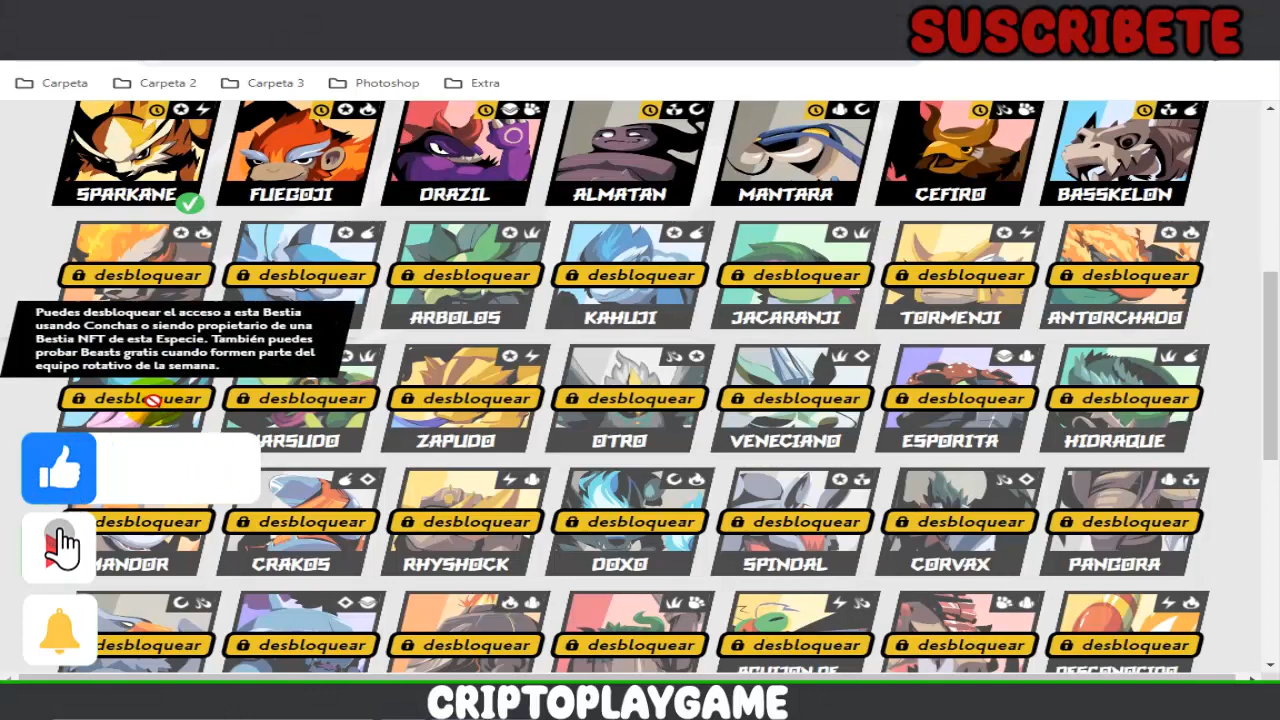 SUSCRIBETE
Carpeta Carpeta 2 Carpeta 3 Photoshop Extra
SPARKANE FUEGOJI DRAZIL ALMATAN MANTARA CEFIRO BASSKELON
desbloquear desbloquear desbloquear desbloquear desbloquear desbloquear desbloquear
ARBOLOS KAHUJI JACARANJI TORMENJI ANTORCHADO
Puedes desbloquear el acceso a esta Bestia
usando Conchas o siendo propietario de una
Bestia NFT de esta Especie. También puedes
probar Beasts gratis cuando formen parte del
equipo rotativo de la semana.
desbloquear desbloquear desbloquear desbloquear desbloquear desbloquear desbloquear
ZAPUDO OTRO VENECIANO ESPORITA HIDRAQUE
desbloquear desbloquear desbloquear desbloquear desbloquear desbloquear desbloquear
CRAKOS RHYSHOCK DOXO SPINDAL CORVAX PANGORA
desbloquear desbloquear desbloquear desbloquear desbloquear desbloquear desbloquear
AGUIJON DE DESCONOCIDO
CRIPTOPLAYGAME